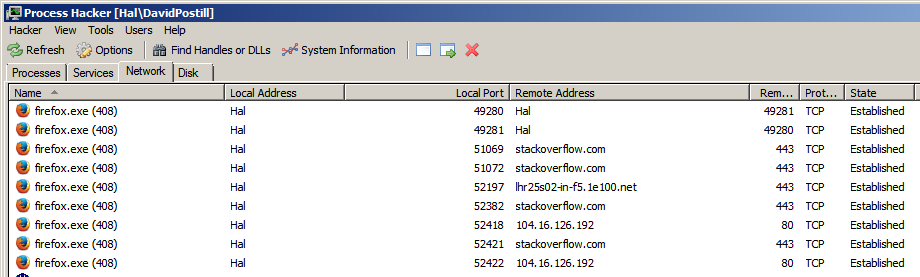 Process Hacker [Hal\DavidPostill]
Hacker View Tools Users Help
Refresh Options Find Handles or DLLs System Information
Processes Services Network Disk
Name Local Address Local Port Remote Address Rem... Prot... State
firefox.exe (408) Hal 49280 Hal 49281 TCP Established
firefox.exe (408) Hal 49281 Hal 49280 TCP Established
firefox.exe (408) Hal 51069 stackoverflow.com 443 TCP Established
firefox.exe (408) Hal 51072 stackoverflow.com 443 TCP Established
firefox.exe (408) Hal 52197 lhr25s02-in-f5.1e100.net 443 TCP Established
firefox.exe (408) Hal 52382 stackoverflow.com 443 TCP Established
firefox.exe (408) Hal 52418 104.16.126.192 80 TCP Established
firefox.exe (408) Hal 52421 stackoverflow.com 443 TCP Established
firefox.exe (408) Hal 52422 104.16.126.192 80 TCP Established